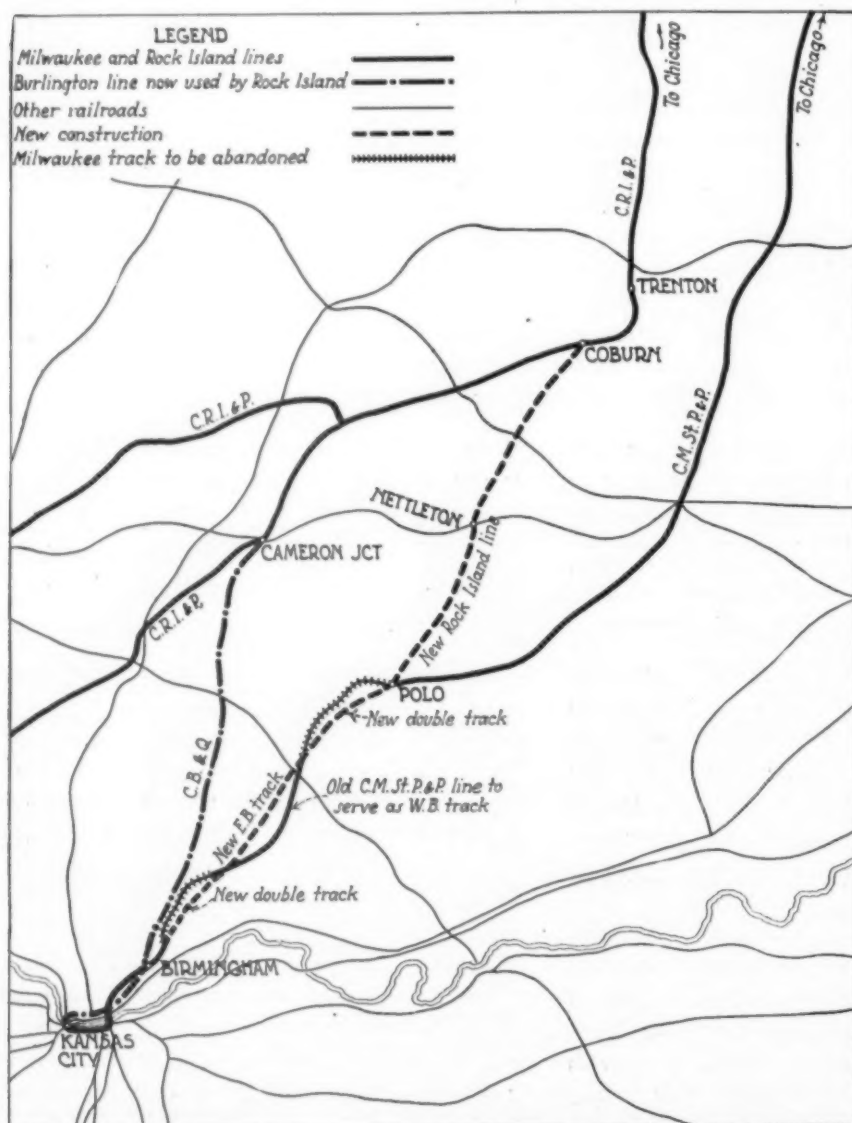 LEGEND
Milwaukee and Rock Island lines
Burlington line now used by Rock Island
Other railroads
New construction
Milwaukee track to be abandoned
To Chicago
To Chicago
C.R.I.&P.
TRENTON
COBURN
C.R.I.&P.
C.M.St.P.&P.
NETTLETON
CAMERON JCT
New Rock Island line
C.R.I.&P.
POLO
New double track
C.B.&Q.
Old C.M.St.P.&P. line to
serve as W.B. track
New E.B track
New double track
BIRMINGHAM
KANSAS
CITY